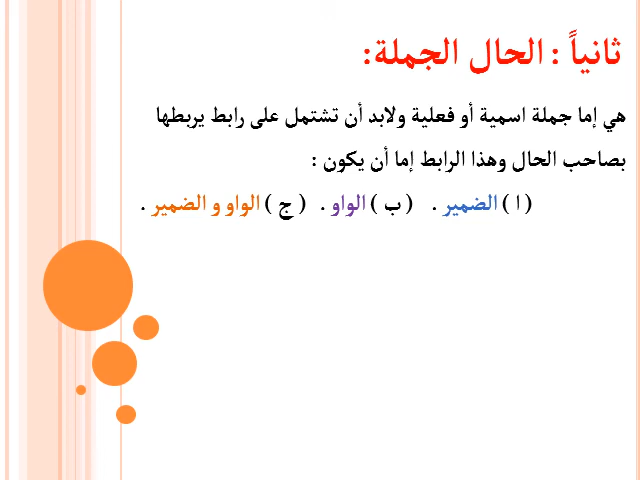 ثانياً : الحال الجملة:
هي إما جملة اسمية أو فعلية ولابد أن تشتمل على رابط يربطها
بصاحب الحال وهذا الرابط إما أن يكون :
( ا ) الضمير . ( ب ) الواو . ( ج ) الواو و الضمير .